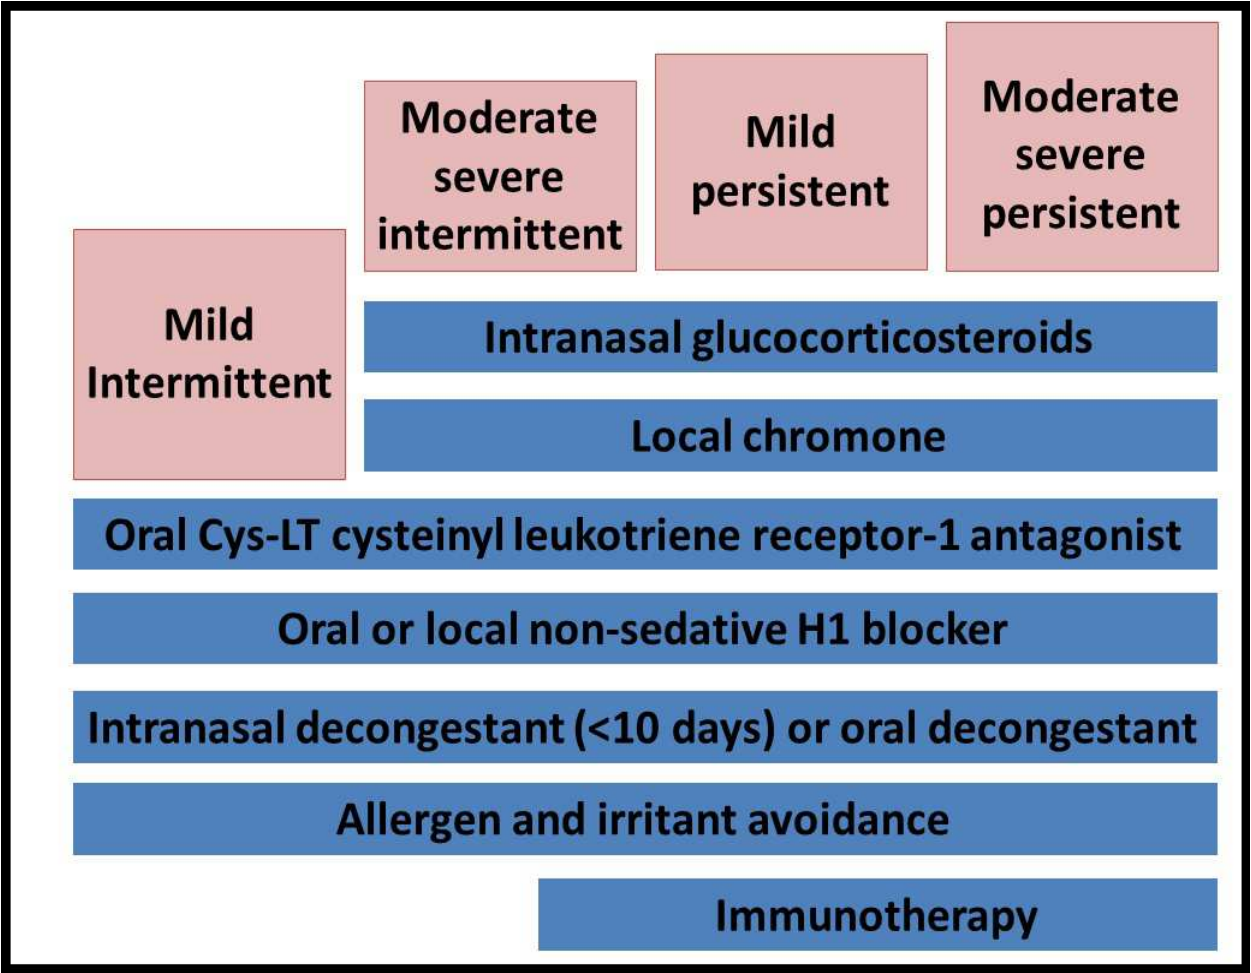 Moderate
severe
intermittent
Mild
persistent
Moderate
severe
persistent
Mild
Intermittent
Intranasal glucocorticosteroids
Local chromone
Oral Cys-LT cysteinyl leukotriene receptor-1 antagonist
Oral or local non-sedative H1 blocker
Intranasal decongestant (<10 days) or oral decongestant
Allergen and irritant avoidance
Immunotherapy